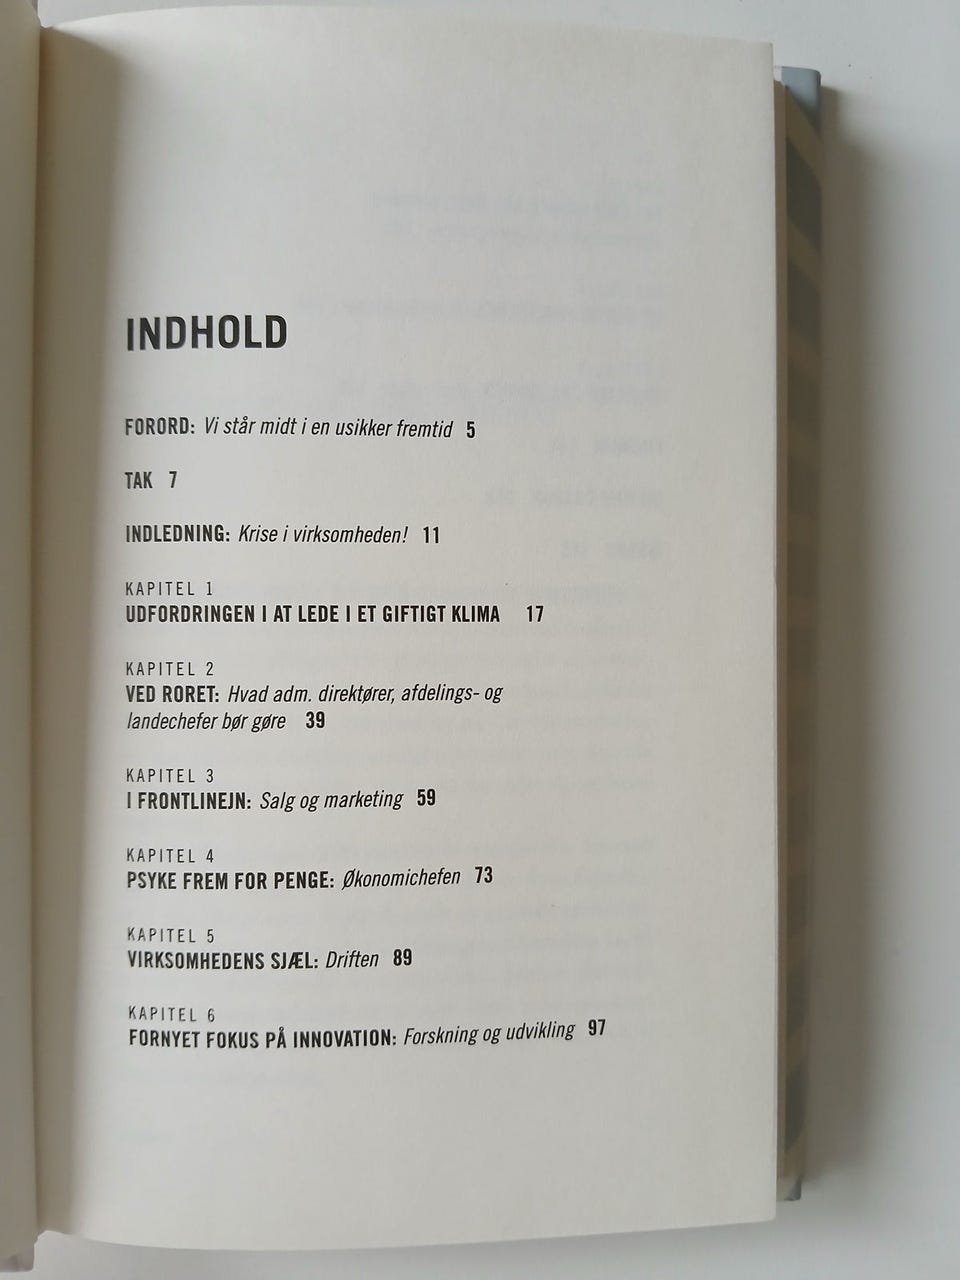 INDHOLD
FORORD: Vi står midt i en usikker fremtid 5
TAK 7
INDLEDNING: Krise i virksomheden! 11
KAPITEL 1
UDFORDRINGEN I AT LEDE I ET GIFTIGT KLIMA 17
KAPITEL 2
VED RORET: Hvad adm. direktører, afdelings- og
landechefer bør gøre 39
KAPITEL 3
I FRONTLINEJN: Salg og marketing 59
KAPITEL 4
PSYKE FREM FOR PENGE: Økonomichefen 73
KAPITEL 5
VIRKSOMHEDENS SJÆL: Driften 89
KAPITEL 6
FORNYET FOKUS PÅ INNOVATION: Forskning og udvikling 97